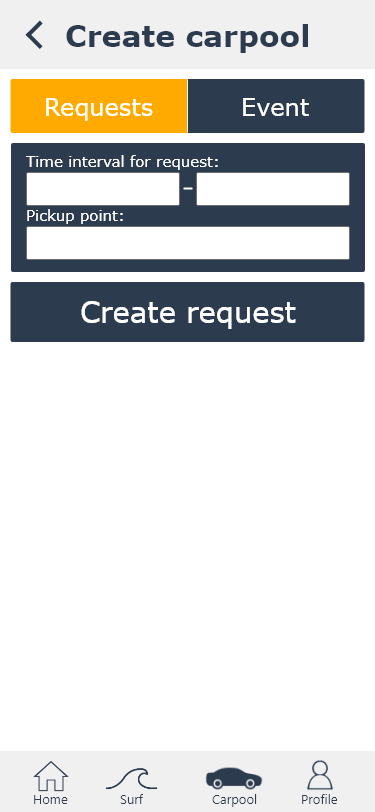 Create carpool
Requests Event
Time interval for request:
–
Pickup point:
Create request
Home Surf Carpool Profile